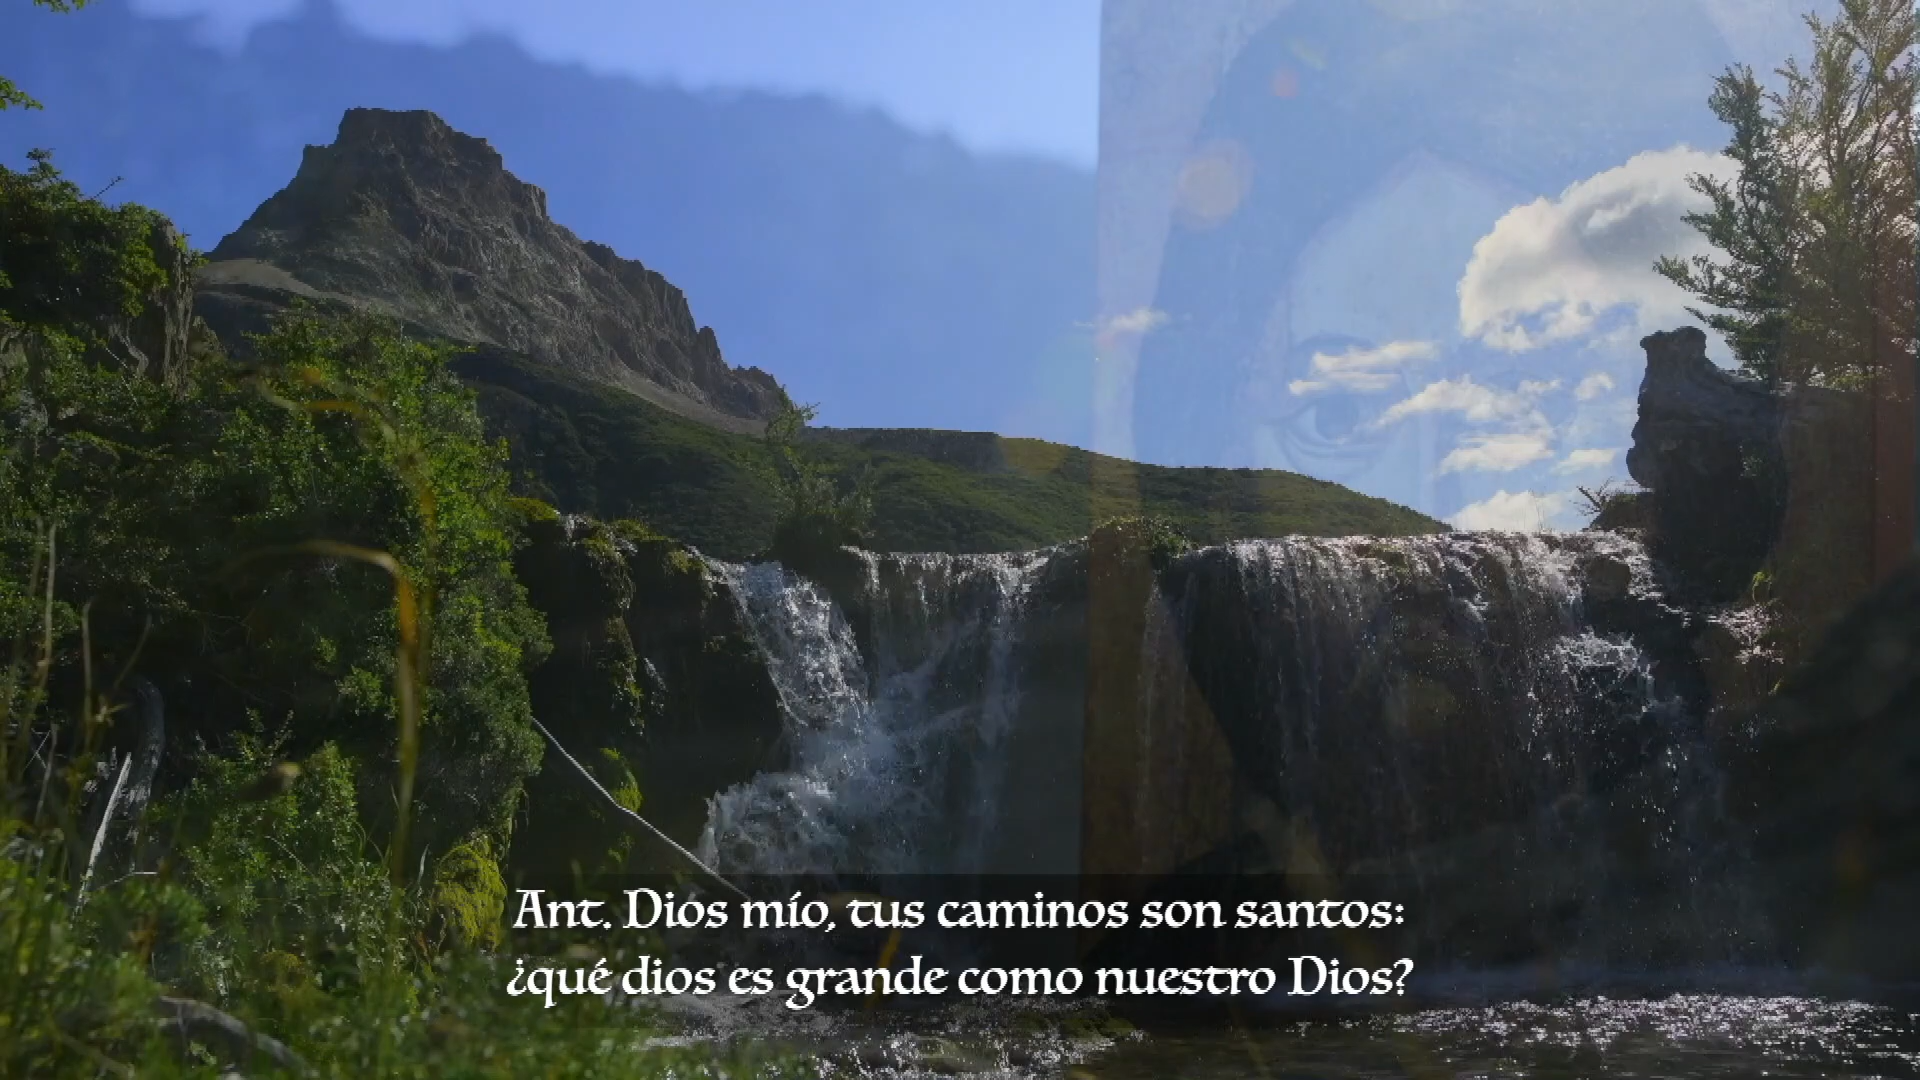 Ant. Dios mío, tus caminos son santos:
¿qué dios es grande como nuestro Dios?